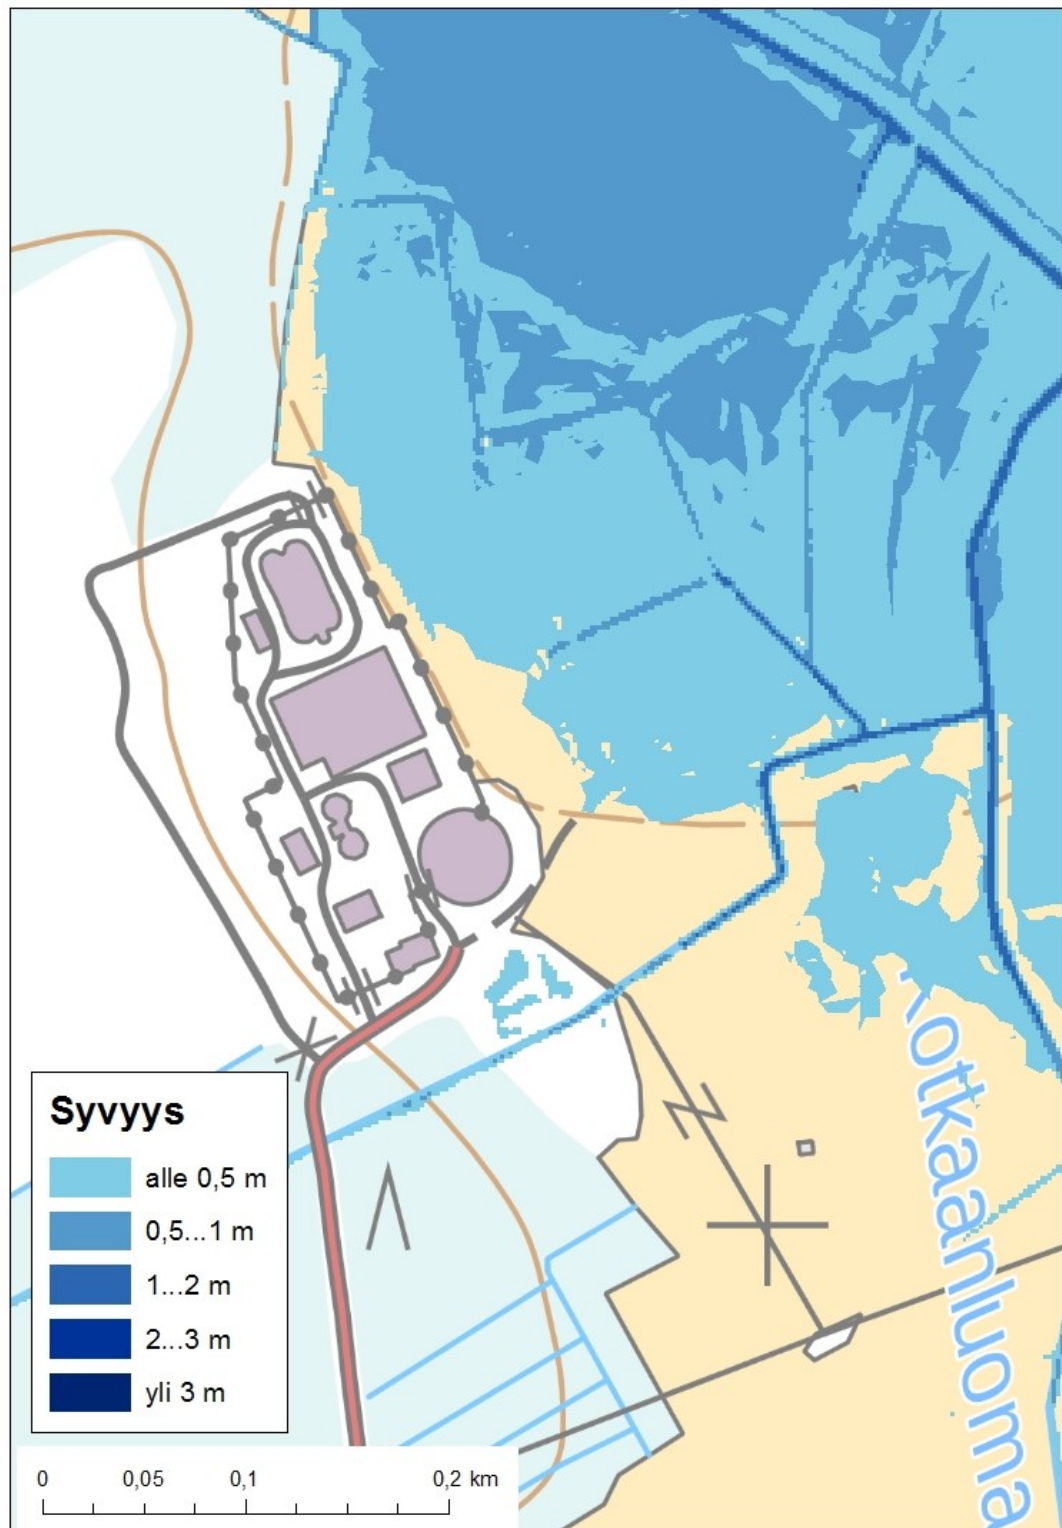 Kotkaanluoma
Syvyys
alle 0,5 m
0,5...1 m
1...2 m
2...3 m
yli 3 m
0 0,05 0,1 0,2 km